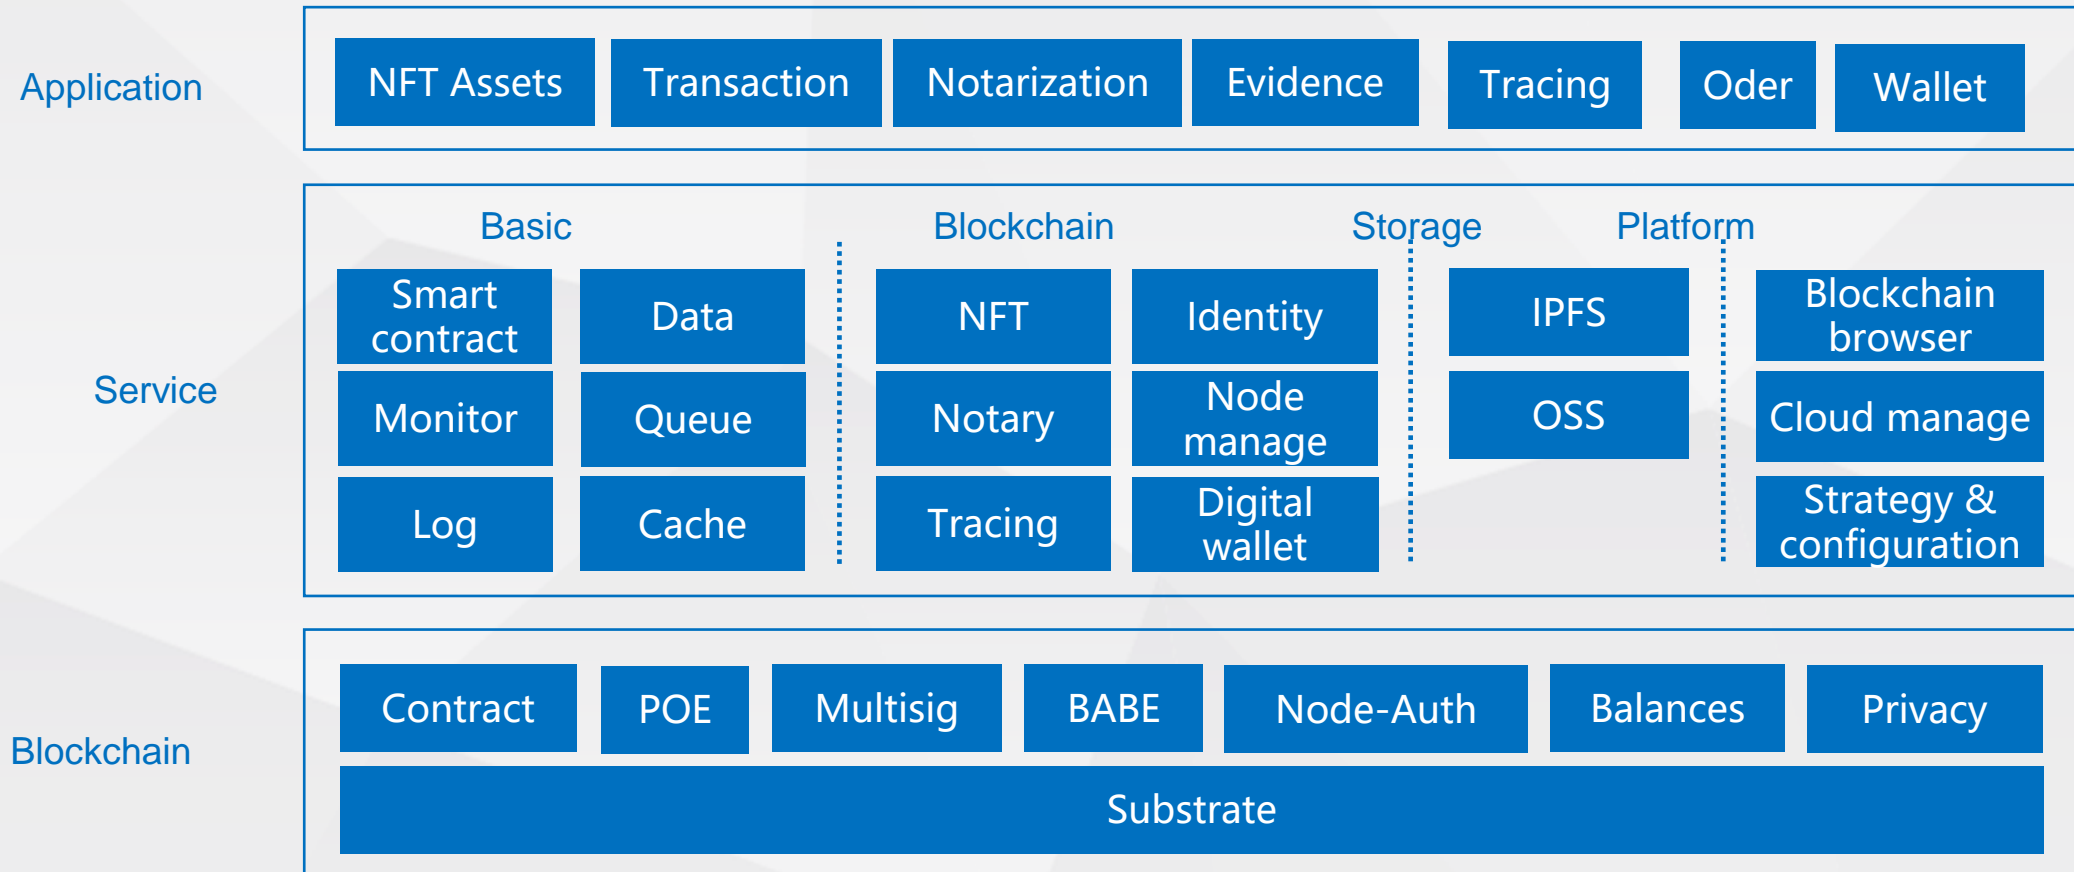 Application
NFT Assets
Transaction
Notarization
Evidence
Tracing
Oder
Wallet
Service
Basic
Blockchain
Storage
Platform
Smart
contract
Data
Monitor
Queue
Log
Cache
NFT
Identity
Notary
Node
manage
Tracing
Digital
wallet
IPFS
OSS
Blockchain
browser
Cloud manage
Strategy &
configuration
Blockchain
Contract
POE
Multisig
BABE
Node-Auth
Balances
Privacy
Substrate